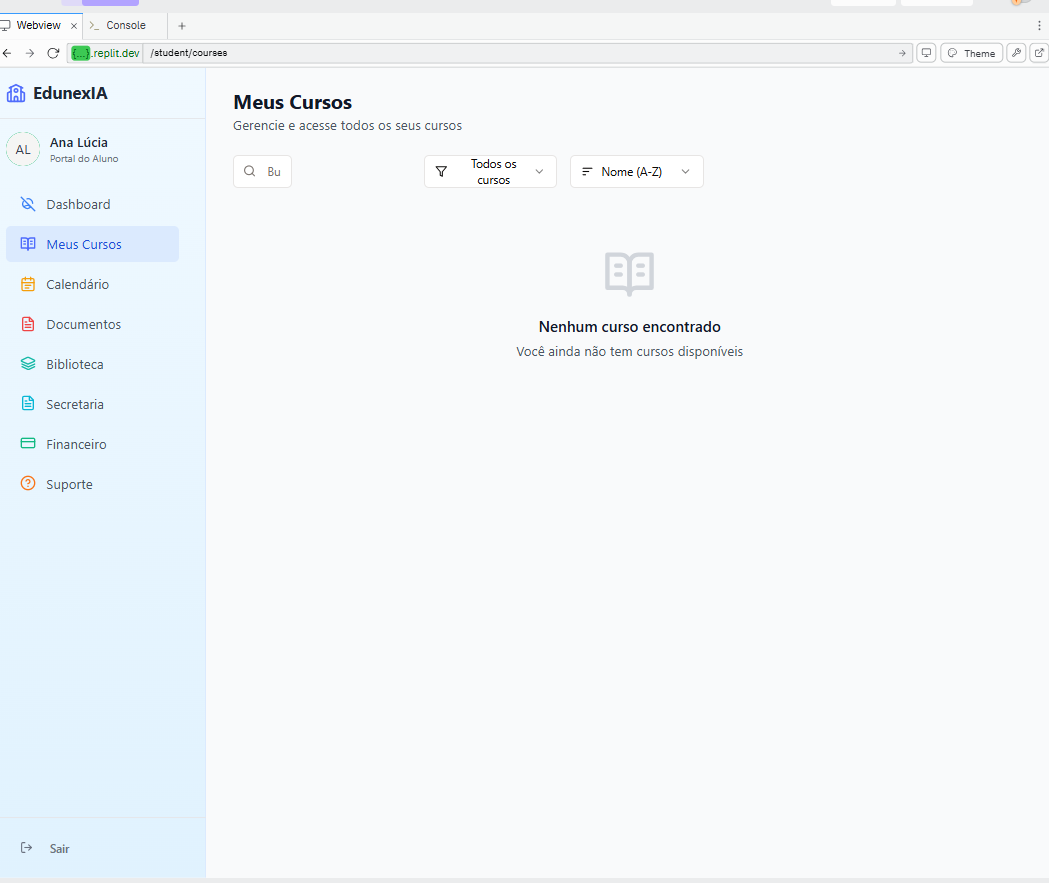 Webview
Console
{...}.replit.dev /student/courses
Theme
EdunexIA
AL
Ana Lúcia
Portal do Aluno
Dashboard
Meus Cursos
Calendário
Documentos
Biblioteca
Secretaria
Financeiro
Suporte
Sair
Meus Cursos
Gerencie e acesse todos os seus cursos
Bu
Todos os
cursos
Nome (A-Z)
Nenhum curso encontrado
Você ainda não tem cursos disponíveis